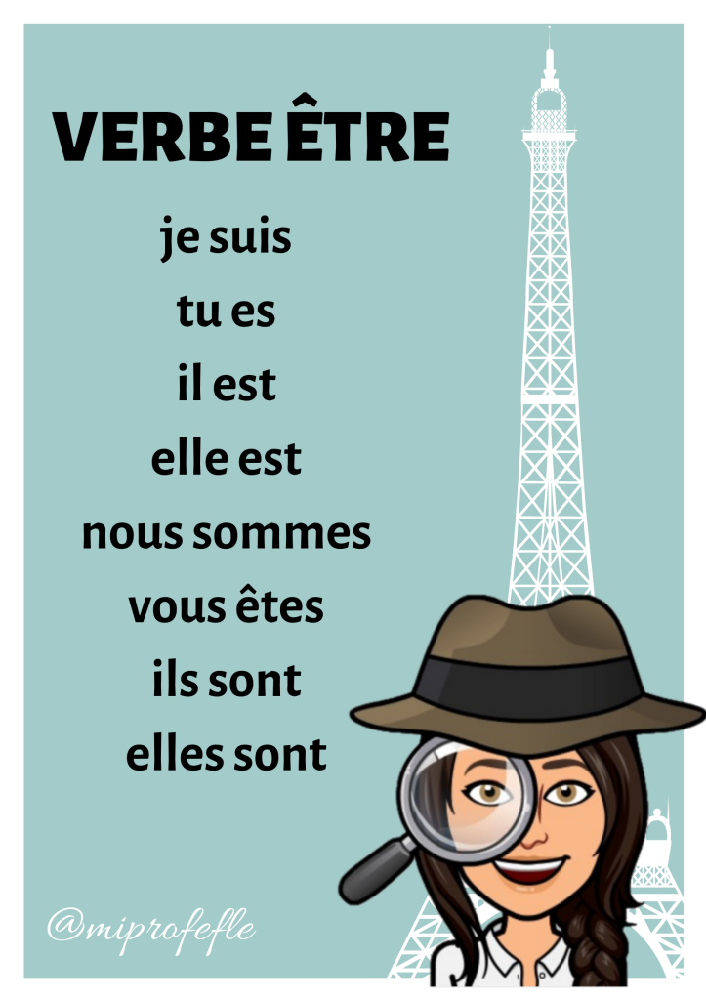 VERBE ÊTRE
je suis
tu es
il est
elle est
nous sommes
vous êtes
ils sont
elles sont
@miprofefle